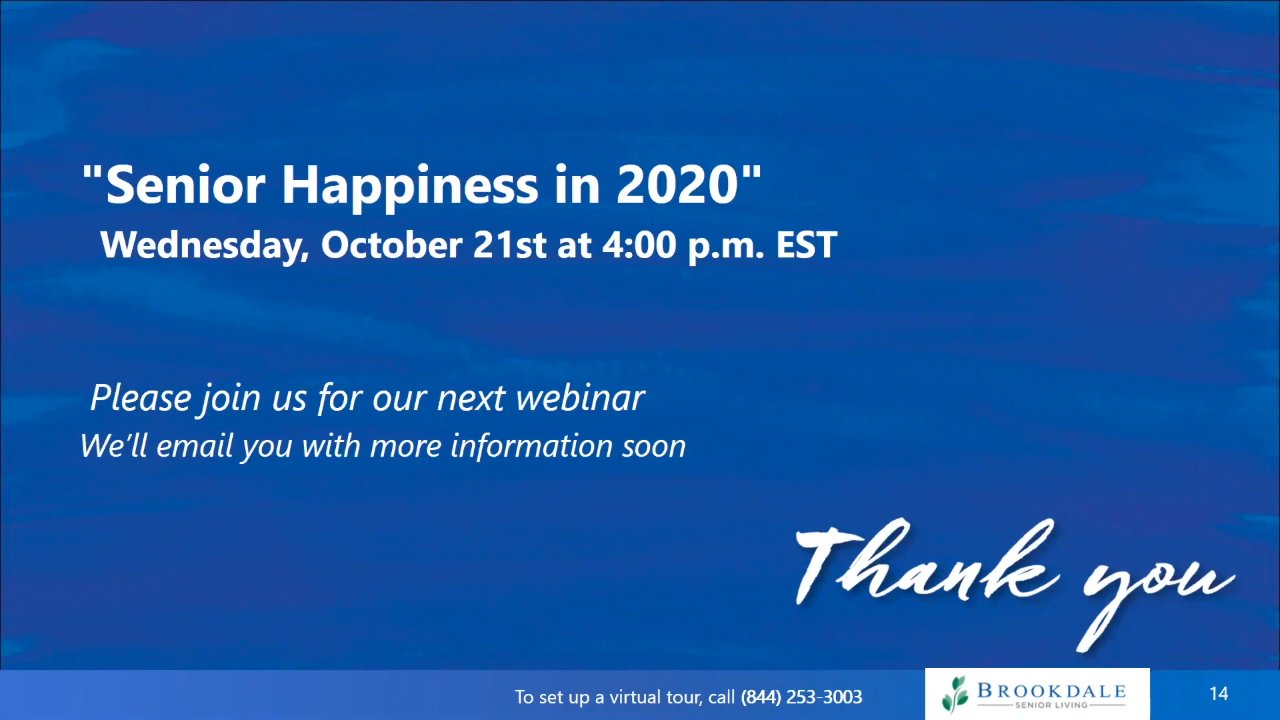 "Senior Happiness in 2020"
Wednesday, October 21st at 4:00 p.m. EST
Please join us for our next webinar
We’ll email you with more information soon
Thank you
To set up a virtual tour, call (844) 253-3003
BROOKDALE
SENIOR LIVING
14